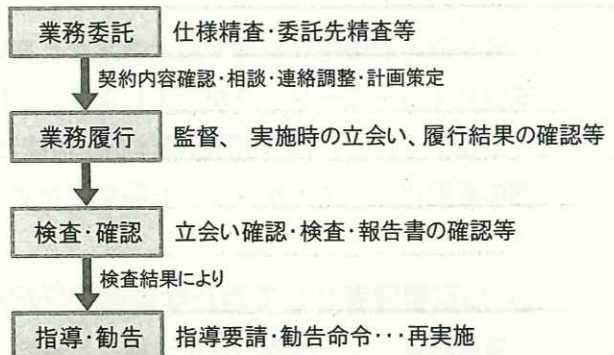 業務委託 仕様精査・委託先精査等
契約内容確認・相談・連絡調整・計画策定
業務履行 監督、 実施時の立会い、履行結果の確認等
検査・確認 立会い確認・検査・報告書の確認等
検査結果により
指導・勧告 指導要請・勧告命令・・・再実施